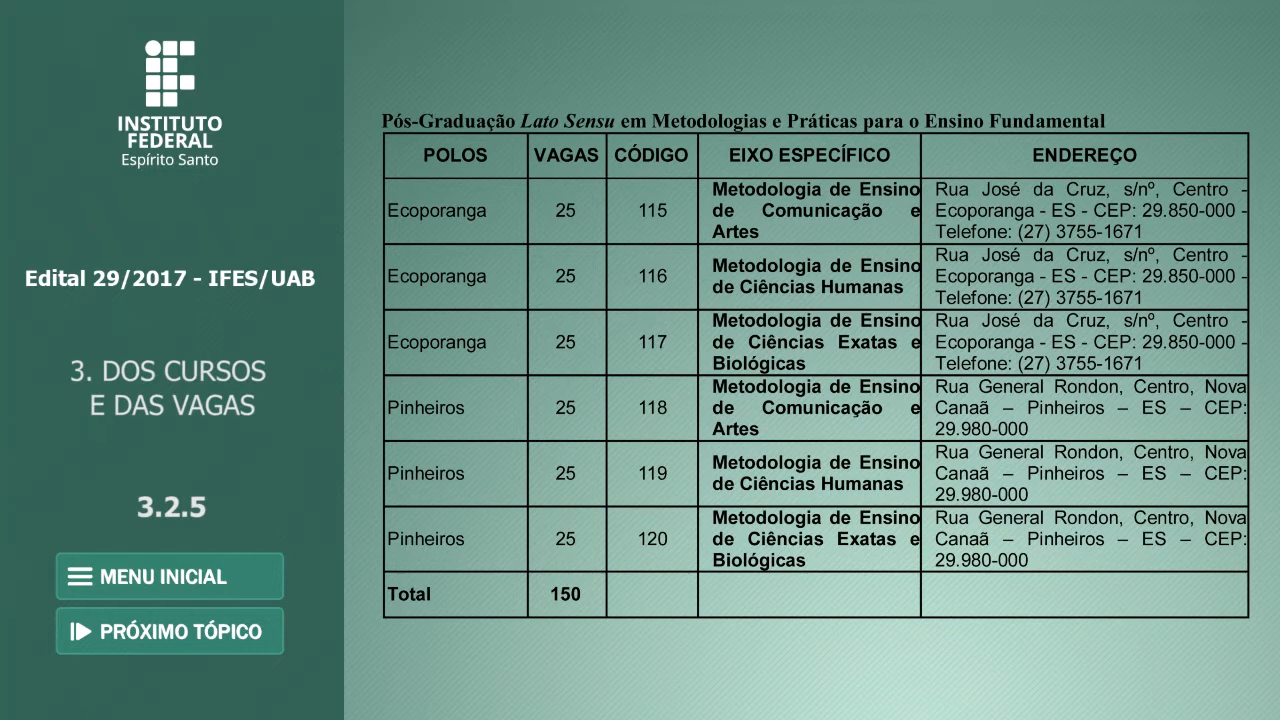 INSTITUTO
FEDERAL
Espírito Santo
Edital 29/2017 - IFES/UAB
3. DOS CURSOS
E DAS VAGAS
3.2.5
MENU INICIAL
PRÓXIMO TÓPICO
Pós-Graduação Lato Sensu em Metodologias e Práticas para o Ensino Fundamental
POLOS VAGAS CÓDIGO EIXO ESPECÍFICO ENDEREÇO
Ecoporanga 25 115 Metodologia de Ensino de Comunicação e Artes Rua José da Cruz, s/nº, Centro - Ecoporanga - ES - CEP: 29.850-000 - Telefone: (27) 3755-1671
Ecoporanga 25 116 Metodologia de Ensino de Ciências Humanas Rua José da Cruz, s/nº, Centro - Ecoporanga - ES - CEP: 29.850-000 - Telefone: (27) 3755-1671
Ecoporanga 25 117 Metodologia de Ensino de Ciências Exatas e Biológicas Rua José da Cruz, s/nº, Centro - Ecoporanga - ES - CEP: 29.850-000 - Telefone: (27) 3755-1671
Pinheiros 25 118 Metodologia de Ensino de Comunicação e Artes Rua General Rondon, Centro, Nova Canaã – Pinheiros – ES – CEP: 29.980-000
Pinheiros 25 119 Metodologia de Ensino de Ciências Humanas Rua General Rondon, Centro, Nova Canaã – Pinheiros – ES – CEP: 29.980-000
Pinheiros 25 120 Metodologia de Ensino de Ciências Exatas e Biológicas Rua General Rondon, Centro, Nova Canaã – Pinheiros – ES – CEP: 29.980-000
Total 150